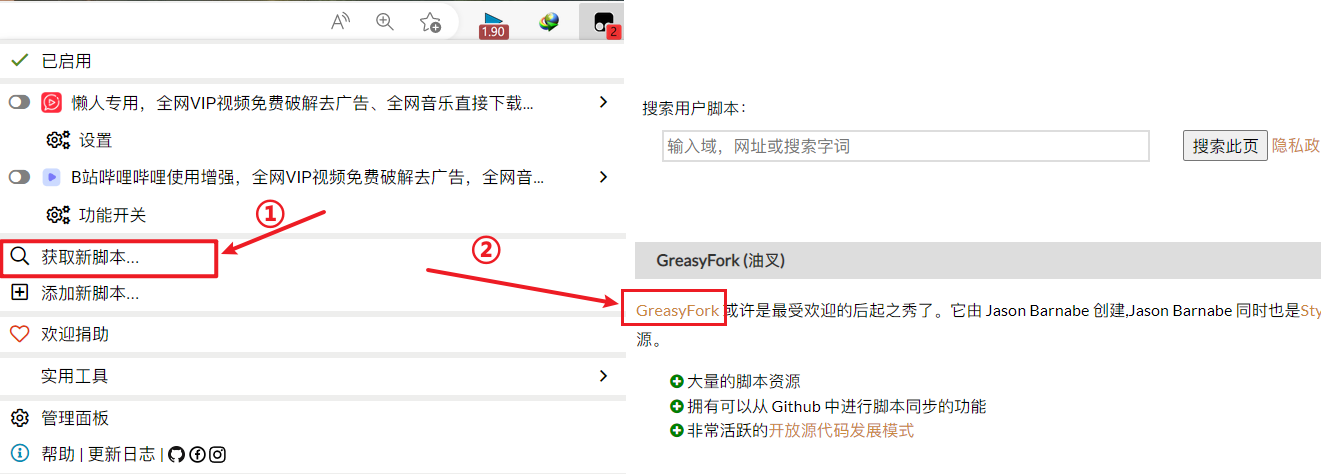 A
1.90
2
已启用
懒人专用，全网VIP视频免费破解去广告、全网音乐直接下载...
设置
B站哔哩哔哩使用增强，全网VIP视频免费破解去广告，全网音...
功能开关
①
获取新脚本...
添加新脚本...
欢迎捐助
实用工具
管理面板
帮助 | 更新日志 |
搜索用户脚本：
输入域，网址或搜索字词
搜索此页 隐私政
②
GreasyFork (油叉)
GreasyFork 或许是最受欢迎的后起之秀了。它由 Jason Barnabe 创建,Jason Barnabe 同时也是Sty
源。
大量的脚本资源
拥有可以从 Github 中进行脚本同步的功能
非常活跃的开放源代码发展模式